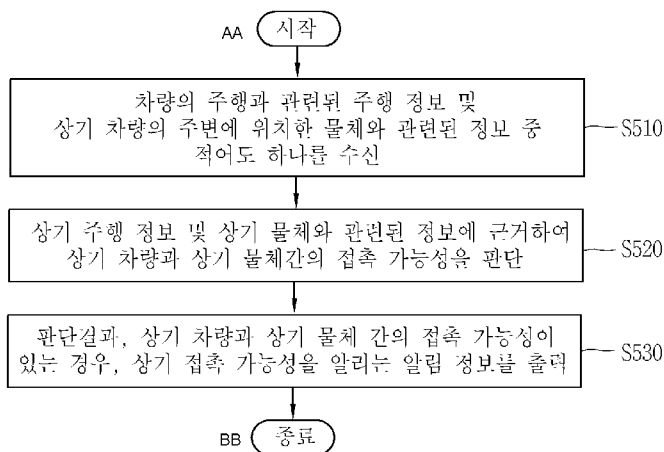 AA 시작
차량의 주행과 관련된 주행 정보 및
상기 차량의 주변에 위치한 물체와 관련된 정보 중
적어도 하나를 수신
S510
상기 주행 정보 및 상기 물체와 관련된 정보에 근거하여
상기 차량과 상기 물체간의 접촉 가능성을 판단
S520
판단결과, 상기 차량과 상기 물체 간의 접촉 가능성이
있는 경우, 상기 접촉 가능성을 알리는 알림 정보를 출력
S530
BB 종료